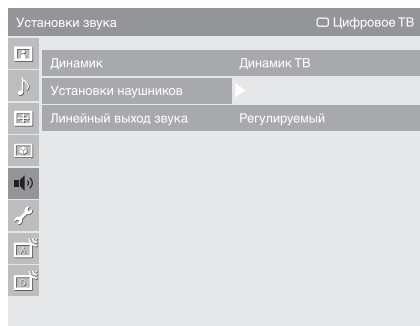 Установки звука Цифровое ТВ
Динамик Динамик ТВ
Установки наушников
Линейный выход звука Регулируемый
A
B